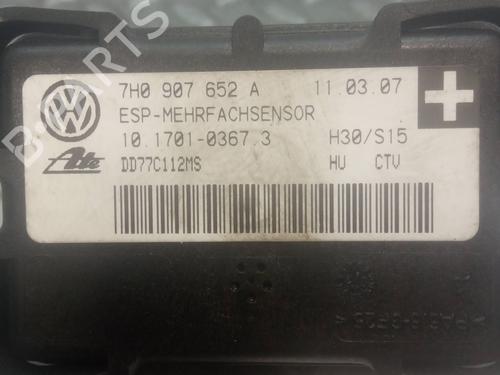 B-PARTS
7H0 907 652 A 11.03.07
ESP-MEHRFACHSENSOR
10.1701-0367.3 H30/S15
Ate DD77C112MS HU CTV